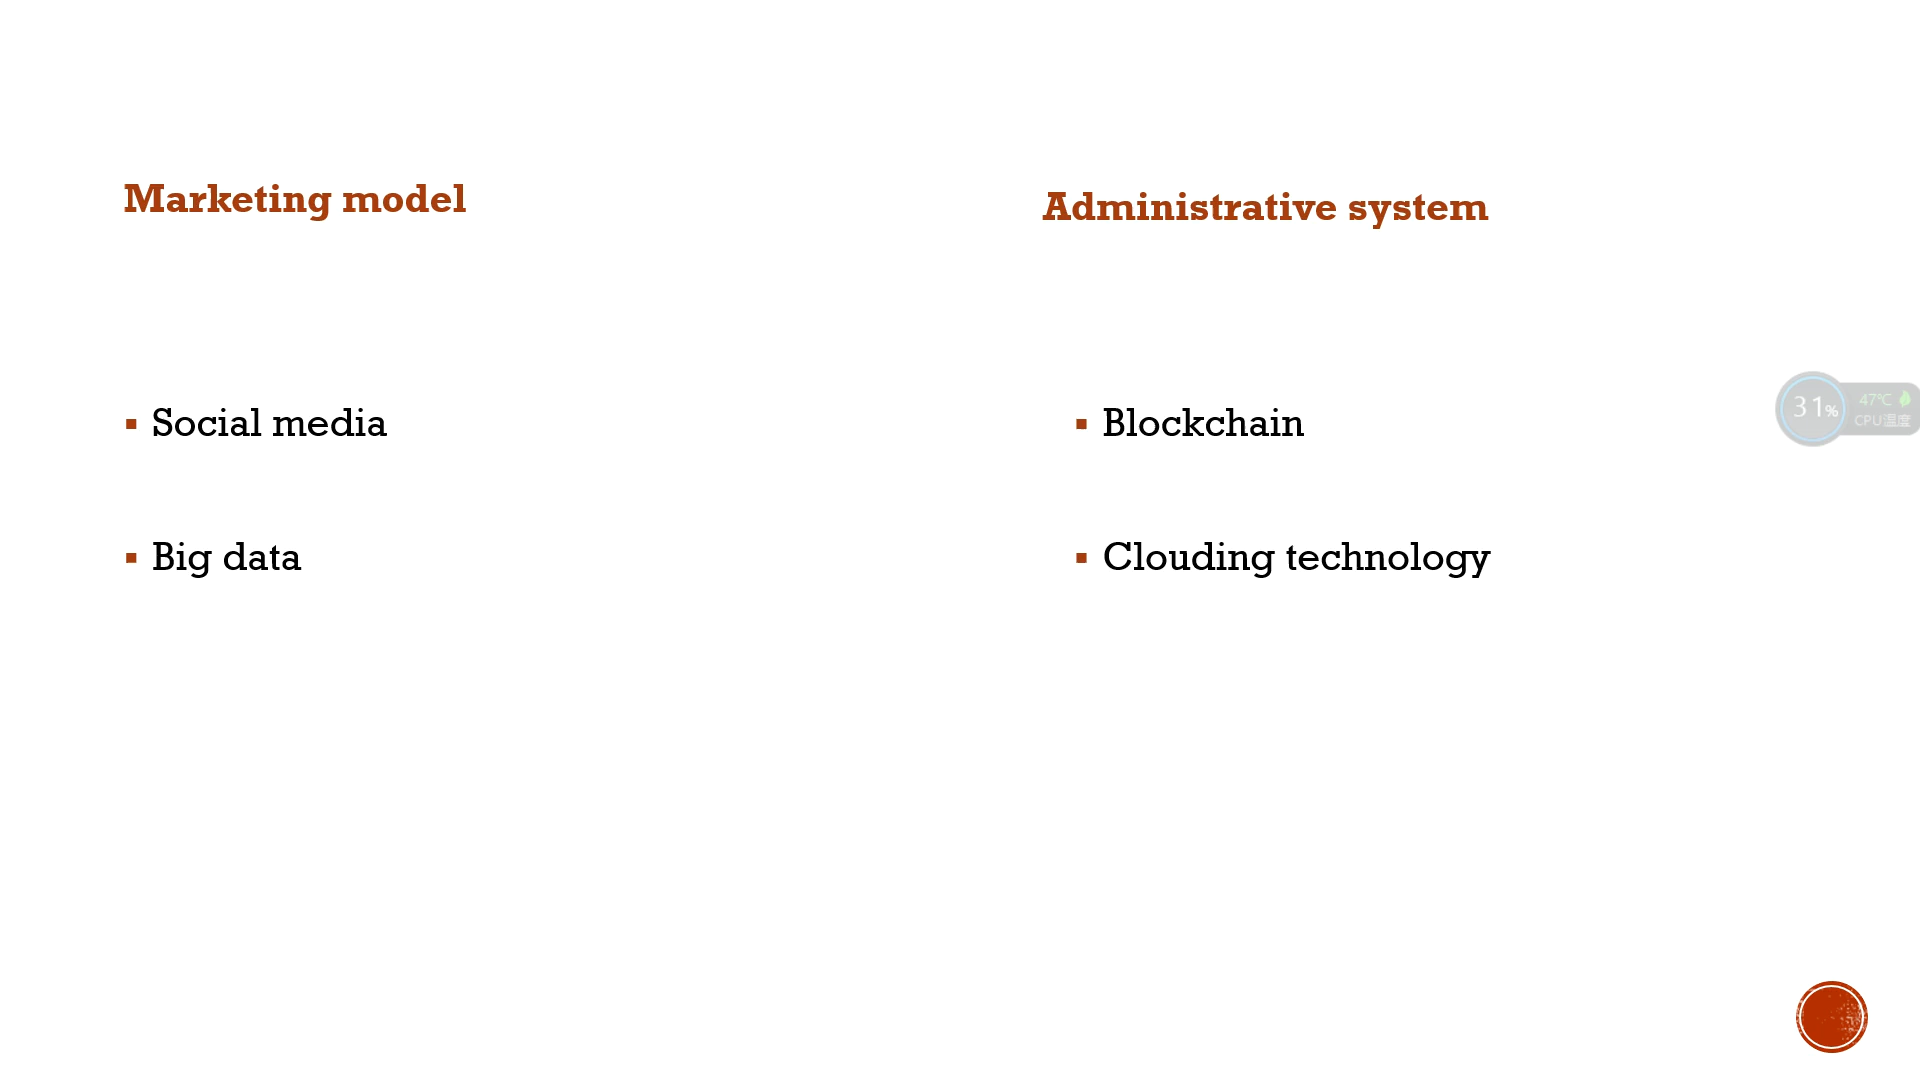 Marketing model
Administrative system
▪ Social media
▪ Big data
▪ Blockchain
▪ Clouding technology
31%
47℃
CPU温度